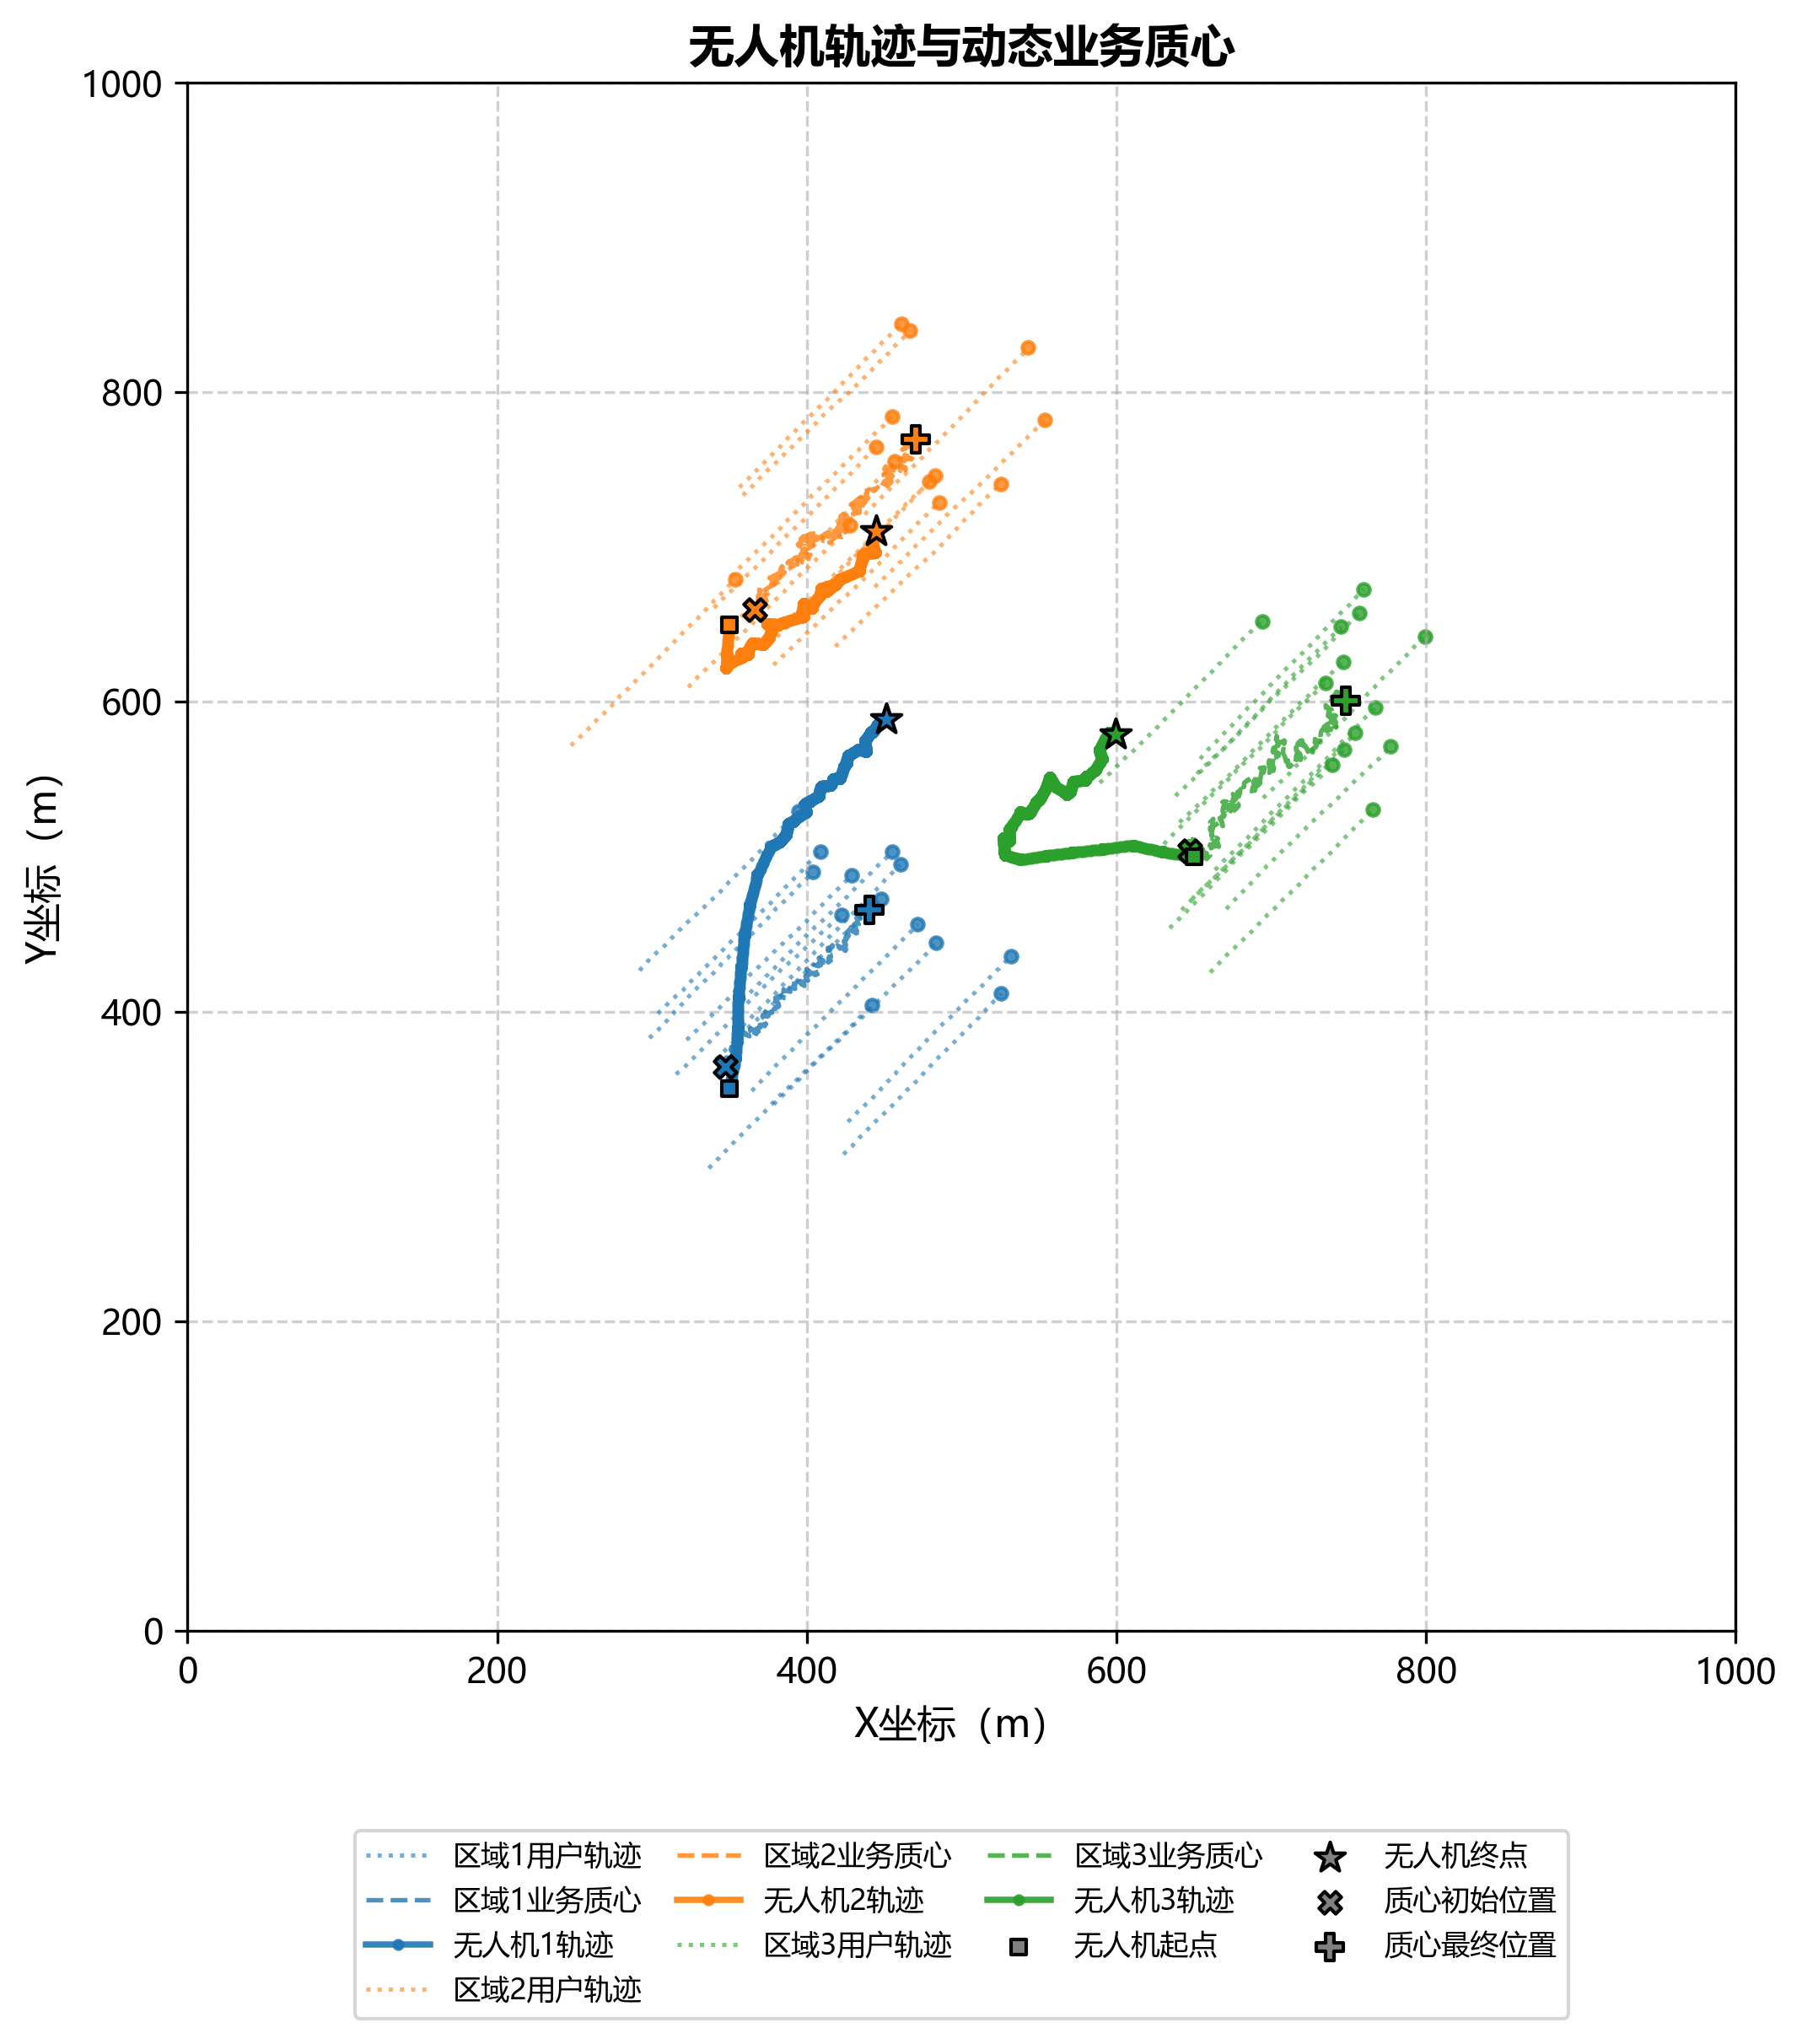 无人机轨迹与动态业务质心
1000
800
600
400
200
0
Y坐标（m）
0 200 400 600 800 1000
X坐标（m）
区域1用户轨迹 区域2业务质心 区域3业务质心 无人机终点
区域1业务质心 无人机2轨迹 无人机3轨迹 质心初始位置
无人机1轨迹 区域3用户轨迹 无人机起点 质心最终位置
区域2用户轨迹